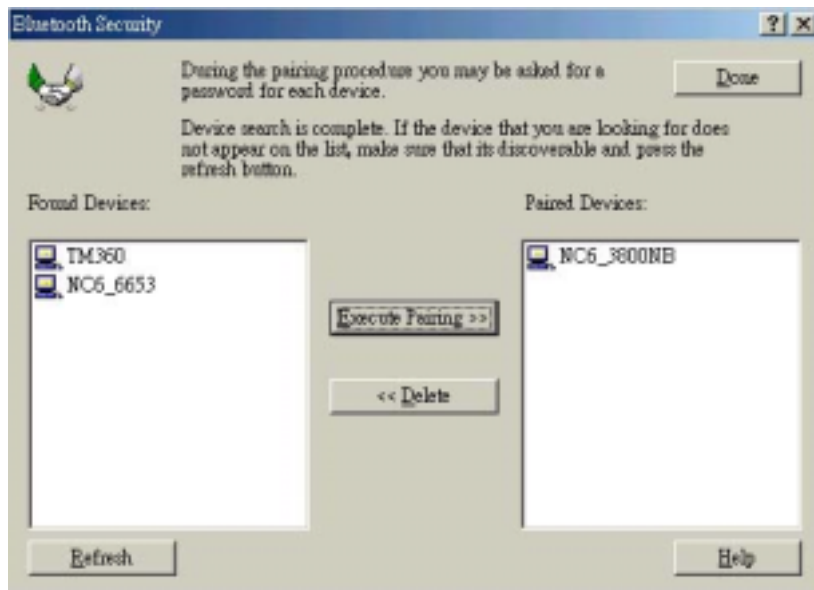 Bluetooth Security
During the pairing procedure you may be asked for a
password for each device.
Done
Device search is complete. If the device that you are looking for does
not appear on the list, make sure that its discoverable and press the
refresh button.
Found Devices:
Paired Devices:
TM360
NC6_6653
NC6_3800NB
Execute Pairing >>
<< Delete
Refresh
Help